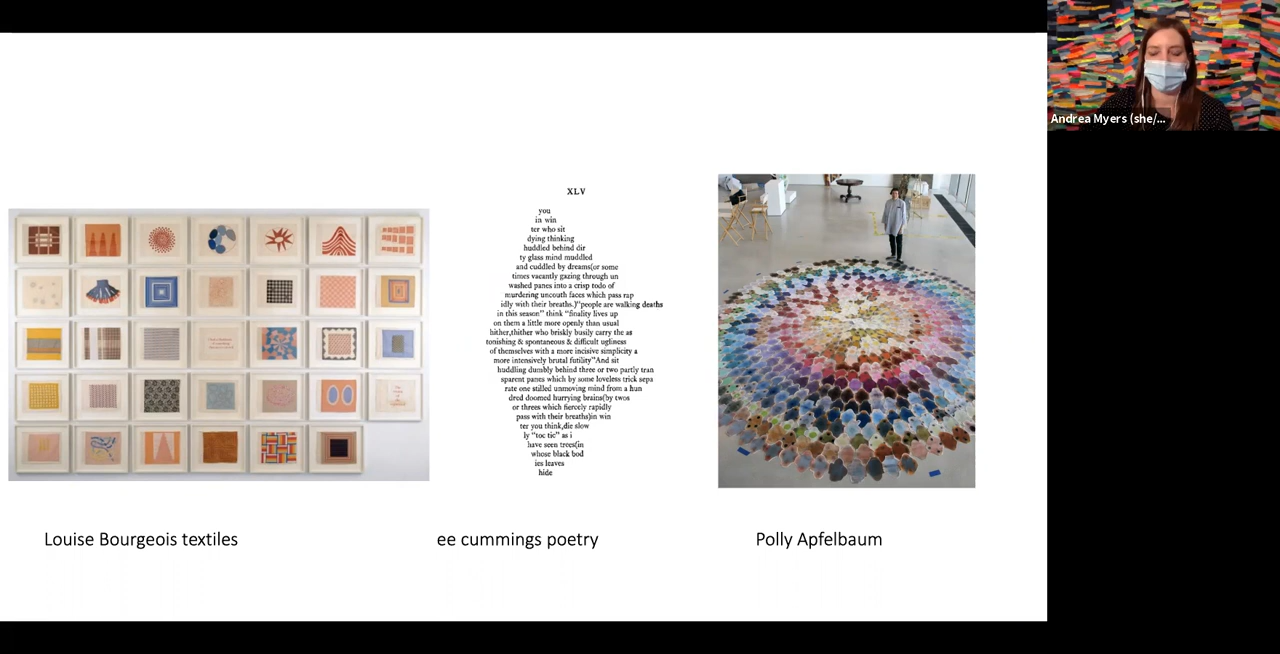 Andrea Myers (she/...
XLV
you
in win
ter who sit
dying thinking
huddled behind dir
ty glass mind muddled
and cuddled by dreams(or some
times vacantly gazing through un
washed panes into a crisp todo of
murdering uncouth faces which pass rap
idly with their breaths.)"people are walking deaths
in this season" think "finality lives up
on them a little more openly than usual
hither,thither who briskly busily carry the as
tonishing & spontaneous & difficult ugliness
of themselves with a more incisive simplicity a
more intensively brutal futility"And sit
huddling dumbly behind three or two partly tran
sparent panes which by some loveless trick sepa
rate one stilled unmoving mind from a hun
dred doomed hurrying brains(by twos
or threes which fiercely rapidly
pass with their breaths)in win
ter you think,die slow
ly "toc tic" as i
have seen trees(in
whose black bod
ies leaves
hide
Louise Bourgeois textiles
ee cummings poetry
Polly Apfelbaum